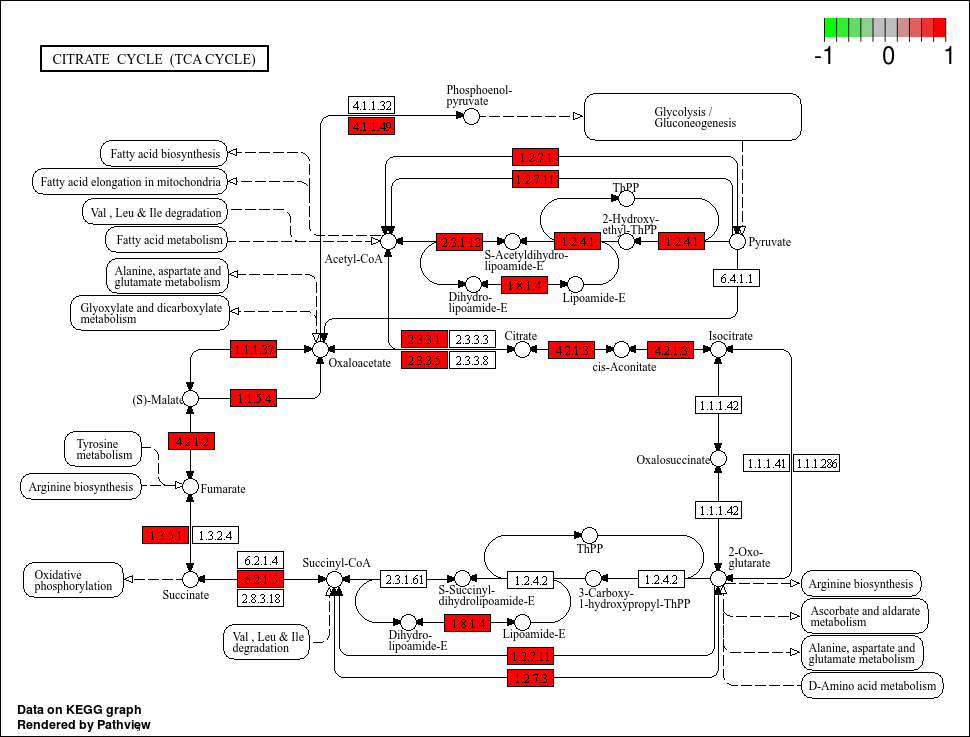 CITRATE CYCLE (TCA CYCLE)
-1 0 1
Phosphoenol-
pyruvate
4.1.1.32
4.1.1.49
Glycolysis /
Gluconeogenesis
Fatty acid biosynthesis
Fatty acid elongation in mitochondria
Val , Leu & Ile degradation
Fatty acid metabolism
Alanine, aspartate and
glutamate metabolism
Glyoxylate and dicarboxylate
metabolism
1.2.7.1
1.2.7.11
ThPP
2-Hydroxy-
ethyl-ThPP
Acetyl-CoA
2.3.1.12
S-Acetyldihydro-
lipoamide-E
1.2.4.1
1.2.4.1
Pyruvate
1.8.1.4
Dihydro-
lipoamide-E
Lipoamide-E
6.4.1.1
1.1.1.37
Oxaloacetate
2.3.3.1
2.3.3.3
2.3.3.5
2.3.3.8
Citrate
4.2.1.3
cis-Aconitate
4.2.1.3
Isocitrate
(S)-Malate
1.1.5.4
1.1.1.42
4.2.1.2
Tyrosine
metabolism
Arginine biosynthesis
Fumarate
Oxalosuccinate
1.1.1.41
1.1.1.286
1.1.1.42
1.3.5.1
1.3.2.4
6.2.1.4
6.2.1.5
2.8.3.18
Oxidative
phosphorylation
Succinate
Succinyl-CoA
2.3.1.61
S-Succinyl-
dihydrolipoamide-E
ThPP
1.2.4.2
3-Carboxy-
1-hydroxypropyl-ThPP
1.2.4.2
2-Oxo-
glutarate
1.8.1.4
Dihydro-
lipoamide-E
Lipoamide-E
Val , Leu & Ile
degradation
1.2.7.11
1.2.7.3
Arginine biosynthesis
Ascorbate and aldarate
metabolism
Alanine, aspartate and
glutamate metabolism
D-Amino acid metabolism
Data on KEGG graph
Rendered by Pathview